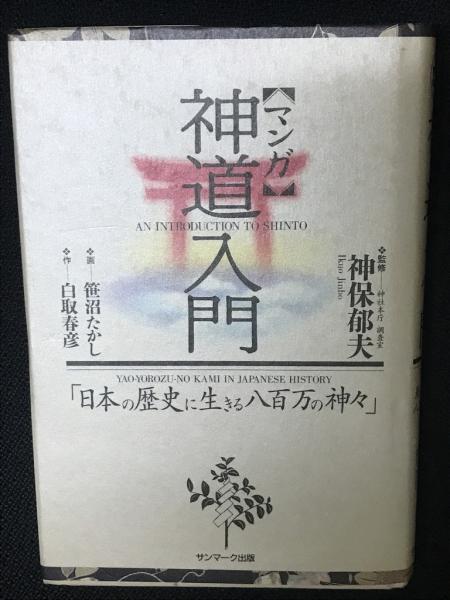 【マンガ】
神道入門
AN INTRODUCTION TO SHINTO
❖監修──神社本庁 調査室
神保郁夫
Ikuo Jinbo
❖画──笹沼たかし
❖作──白取春彦
YAO-YOROZU-NO KAMI IN JAPANESE HISTORY
「日本の歴史に生きる八百万の神々」
サンマーク出版